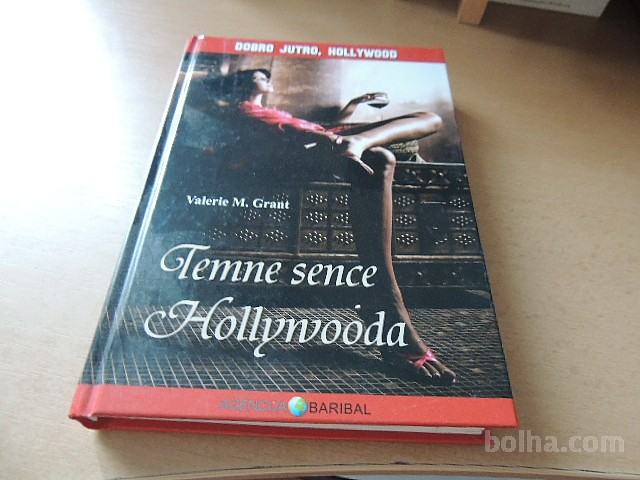 DOBRO JUTRO, HOLLYWOOD
Valerie M. Grant
Temne sence
Hollywooda
AGENCIJA BARIBAL
bolha.com